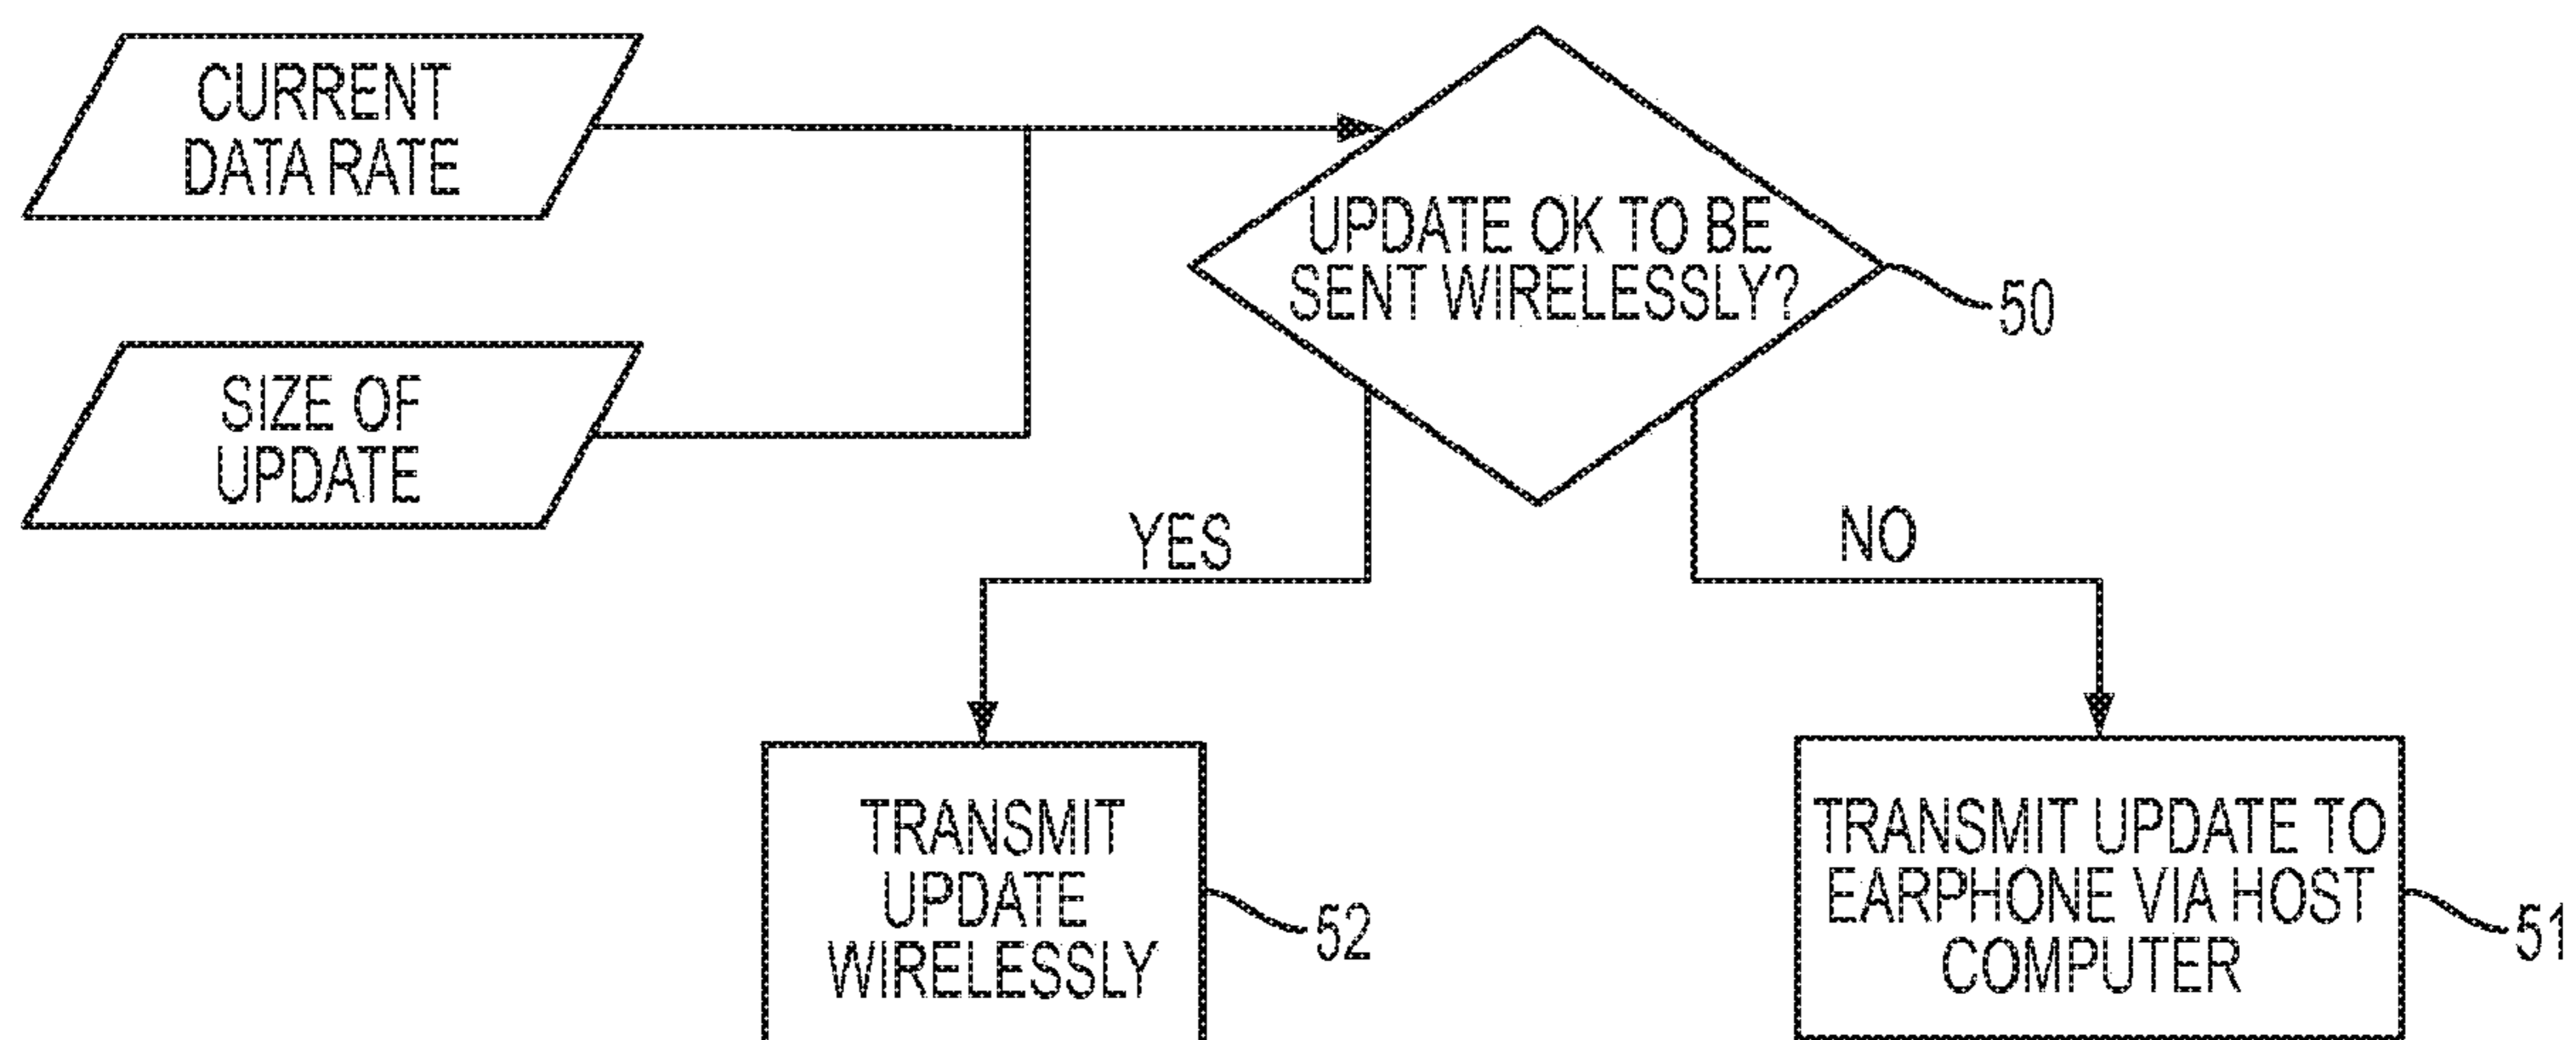 CURRENT
DATA RATE
UPDATE OK TO BE
SENT WIRELESSLY?
50
SIZE OF
UPDATE
YES
NO
TRANSMIT
UPDATE
WIRELESSLY
52
TRANSMIT UPDATE TO
EARPHONE VIA HOST
COMPUTER
51